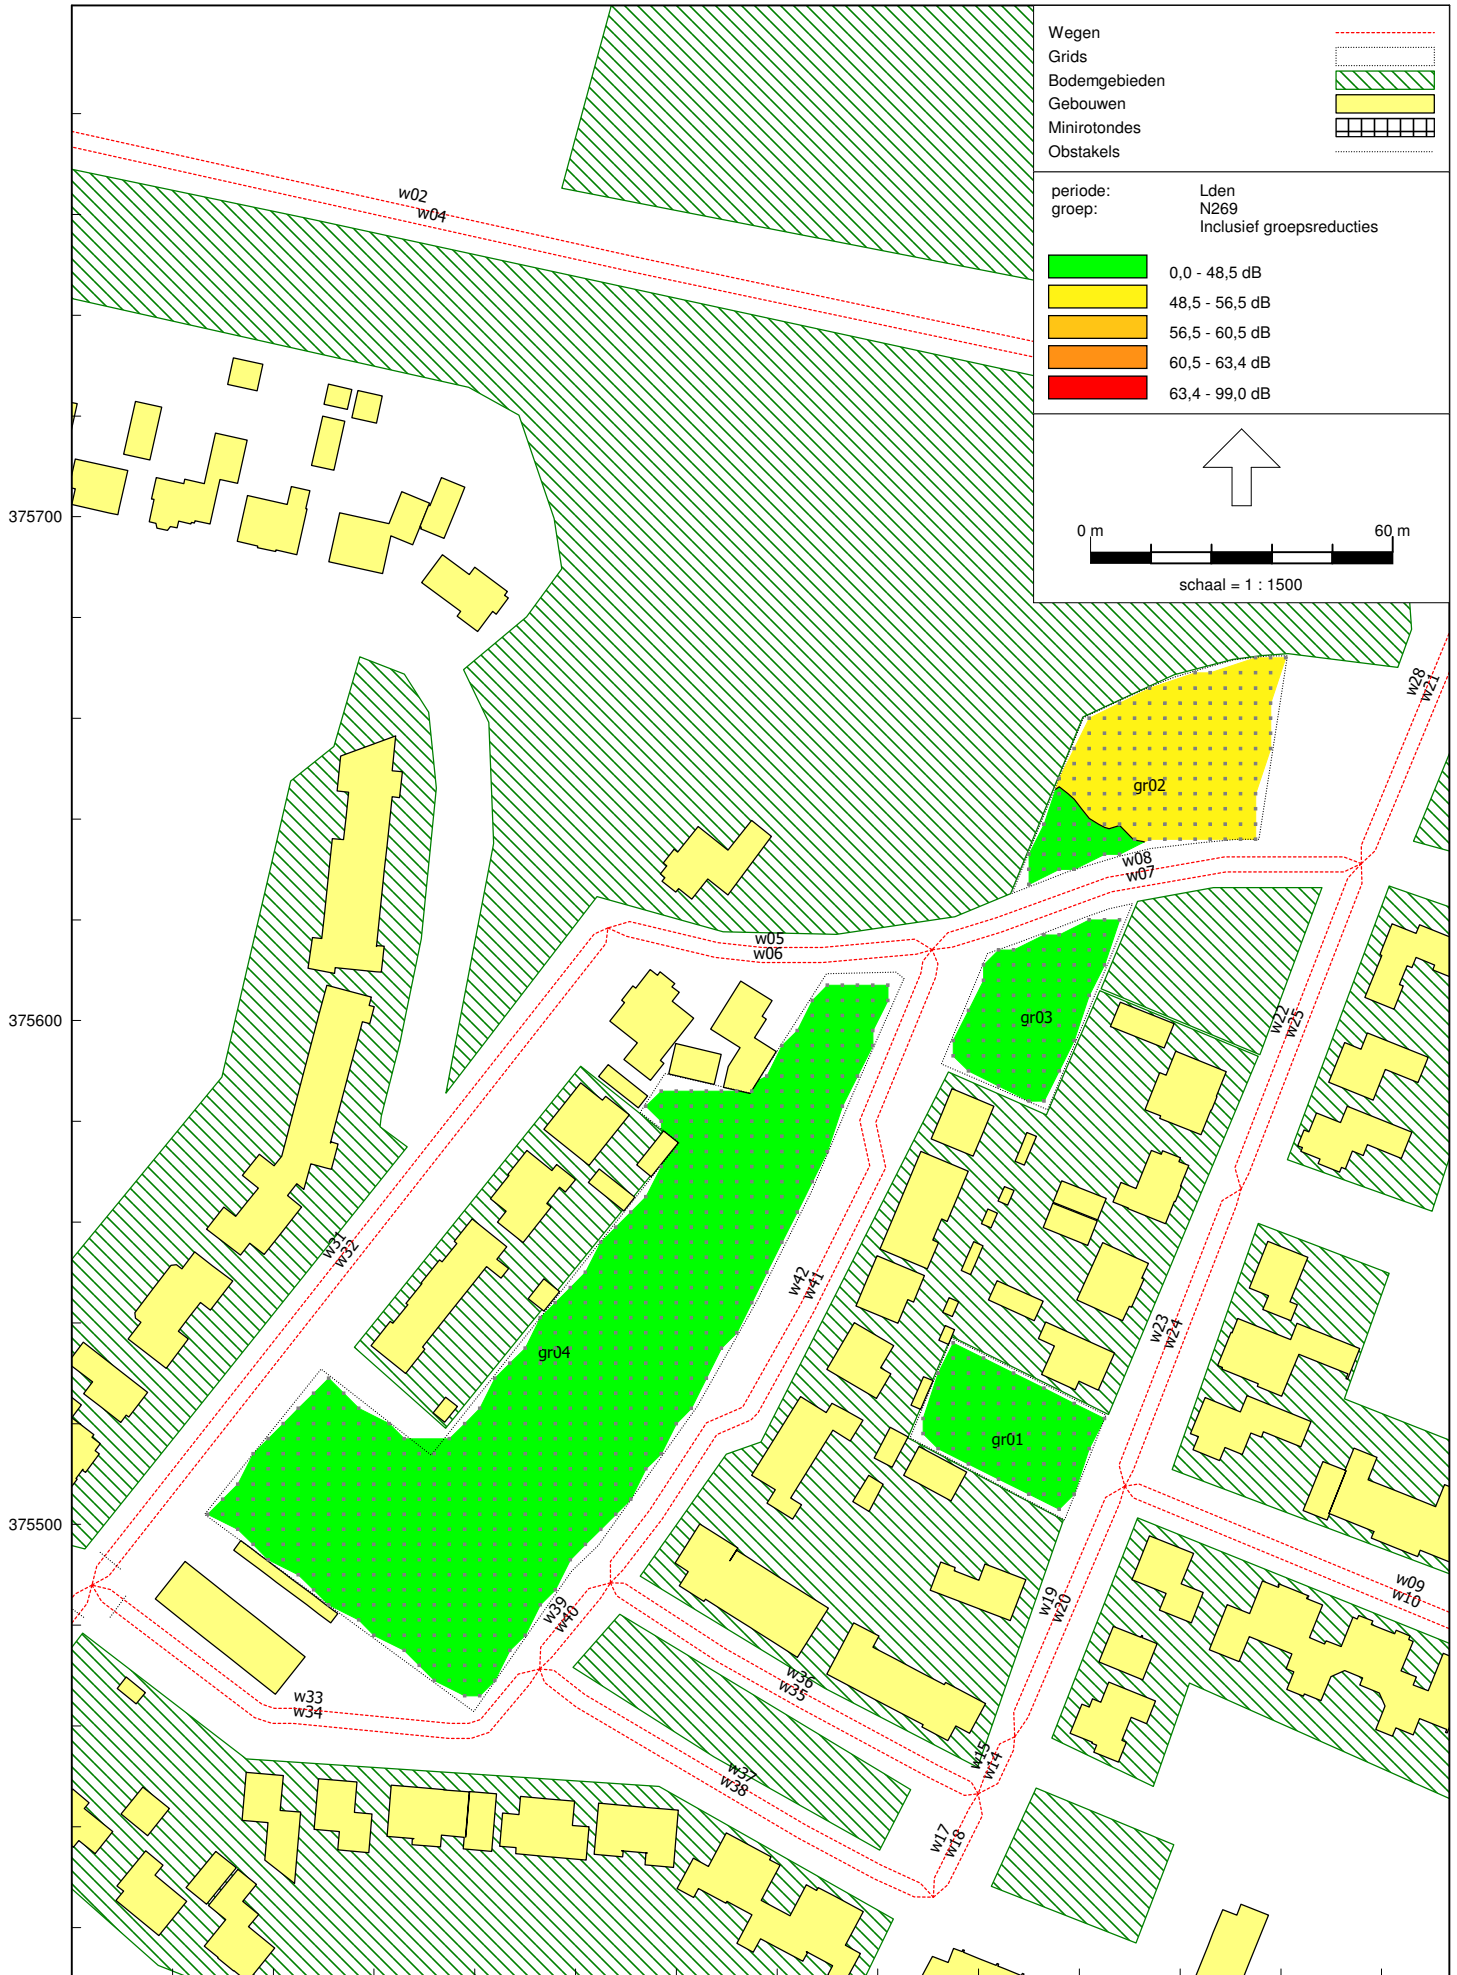 Wegen
Grids
Bodemgebieden
Gebouwen
Minirotondes
Obstakels
periode: Lden
groep: N269
Inclusief groepsreducties
0,0 - 48,5 dB
48,5 - 56,5 dB
56,5 - 60,5 dB
60,5 - 63,4 dB
63,4 - 99,0 dB
0 m 60 m
schaal = 1 : 1500
w02
w04
375700
w28
w21
gr02
w08
w07
w05
w06
375600
gr03
w22
w25
w31
w32
w42
w41
w23
w24
gr04
gr01
375500
w09
w10
w39
w40
w19
w20
w36
w35
w33
w34
w15
w14
w37
w38
w17
w18